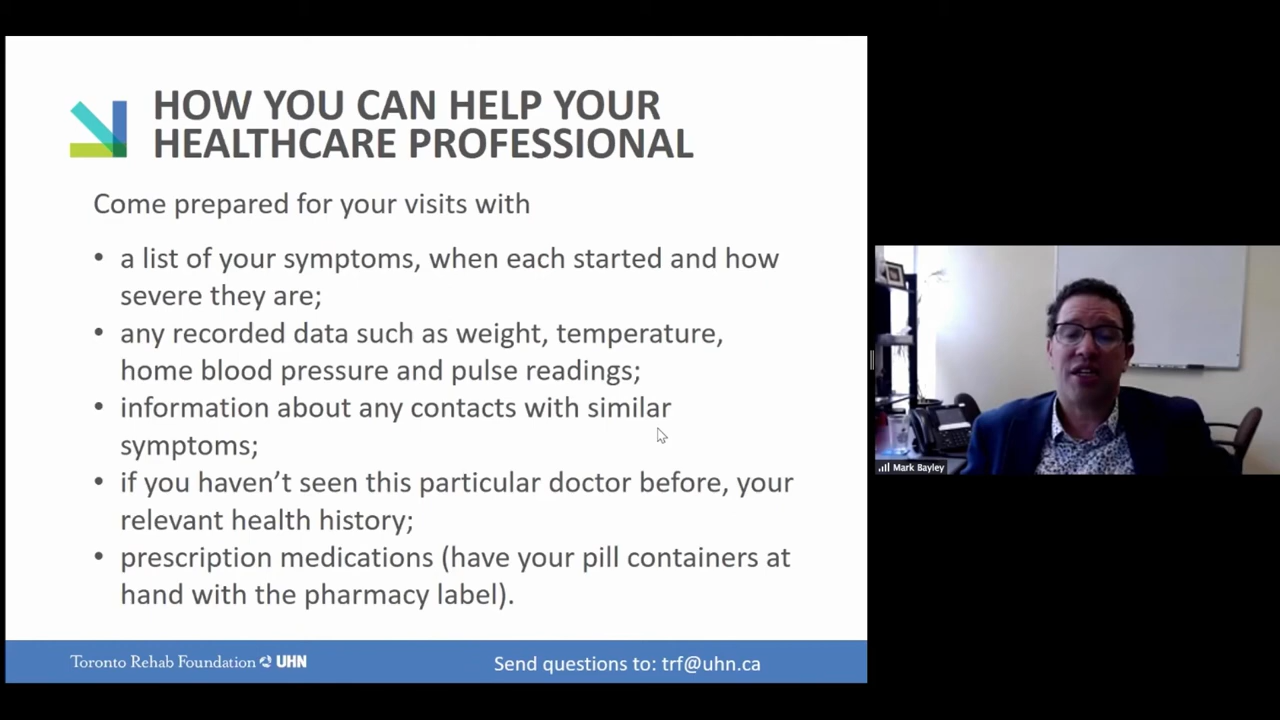 HOW YOU CAN HELP YOUR
HEALTHCARE PROFESSIONAL
Come prepared for your visits with
• a list of your symptoms, when each started and how
severe they are;
• any recorded data such as weight, temperature,
home blood pressure and pulse readings;
• information about any contacts with similar
symptoms;
• if you haven’t seen this particular doctor before, your
relevant health history;
• prescription medications (have your pill containers at
hand with the pharmacy label).
Toronto Rehab Foundation UHN
Send questions to: trf@uhn.ca
Mark Bayley